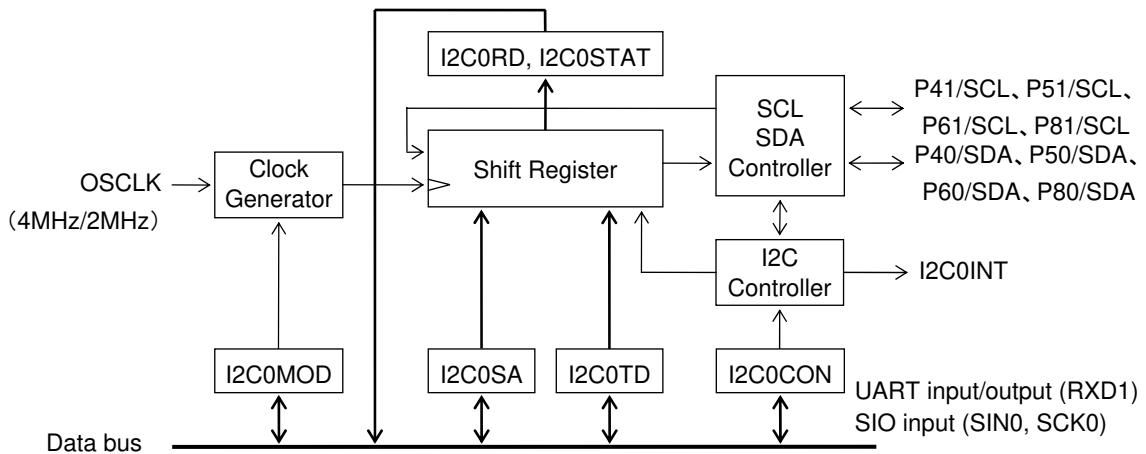 I2C0RD, I2C0STAT
SCL
SDA
Controller
P41/SCL、P51/SCL、
P61/SCL、P81/SCL
P40/SDA、P50/SDA、
P60/SDA、P80/SDA
OSCLK
（4MHz/2MHz）
Clock
Generator
Shift Register
I2C
Controller
I2C0INT
I2C0MOD
I2C0SA
I2C0TD
I2C0CON
UART input/output (RXD1)
SIO input (SIN0, SCK0)
Data bus